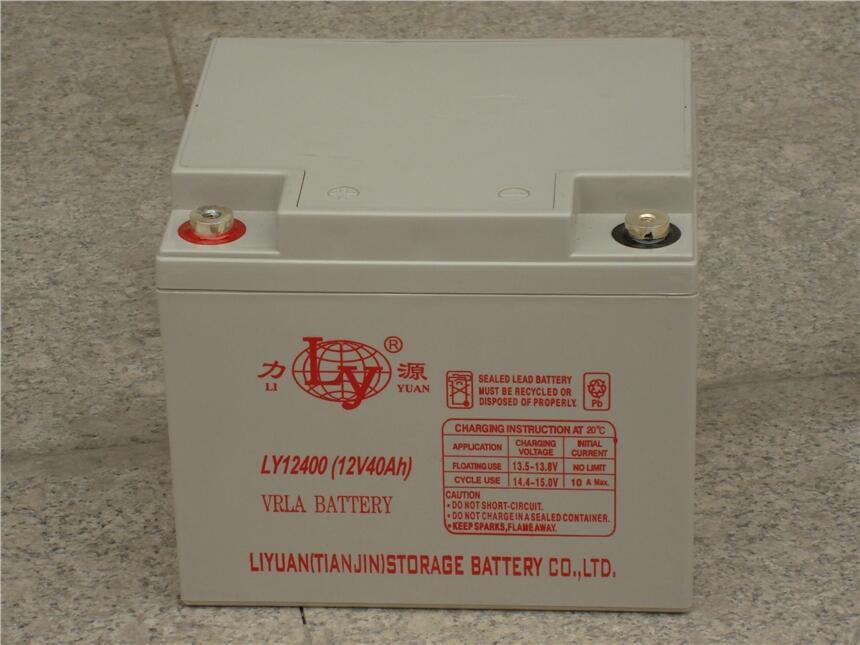 力 Ly ® 源
LI YUAN
SEALED LEAD BATTERY
MUST BE RECYCLED OR
DISPOSED OF PROPERLY.
Pb
LY12400 (12V40Ah)
VRLA BATTERY
CHARGING INSTRUCTION AT 20℃
APPLICATION CHARGING VOLTAGE INITIAL CURRENT
FLOATING USE 13.5-13.8V NO LIMIT
CYCLE USE 14.4-15.0V 10 A Max.
CAUTION
• DO NOT SHORT-CIRCUIT.
• DO NOT CHARGE IN A SEALED CONTAINER.
• KEEP SPARKS,FLAME AWAY.
LIYUAN(TIANJIN)STORAGE BATTERY CO.,LTD.